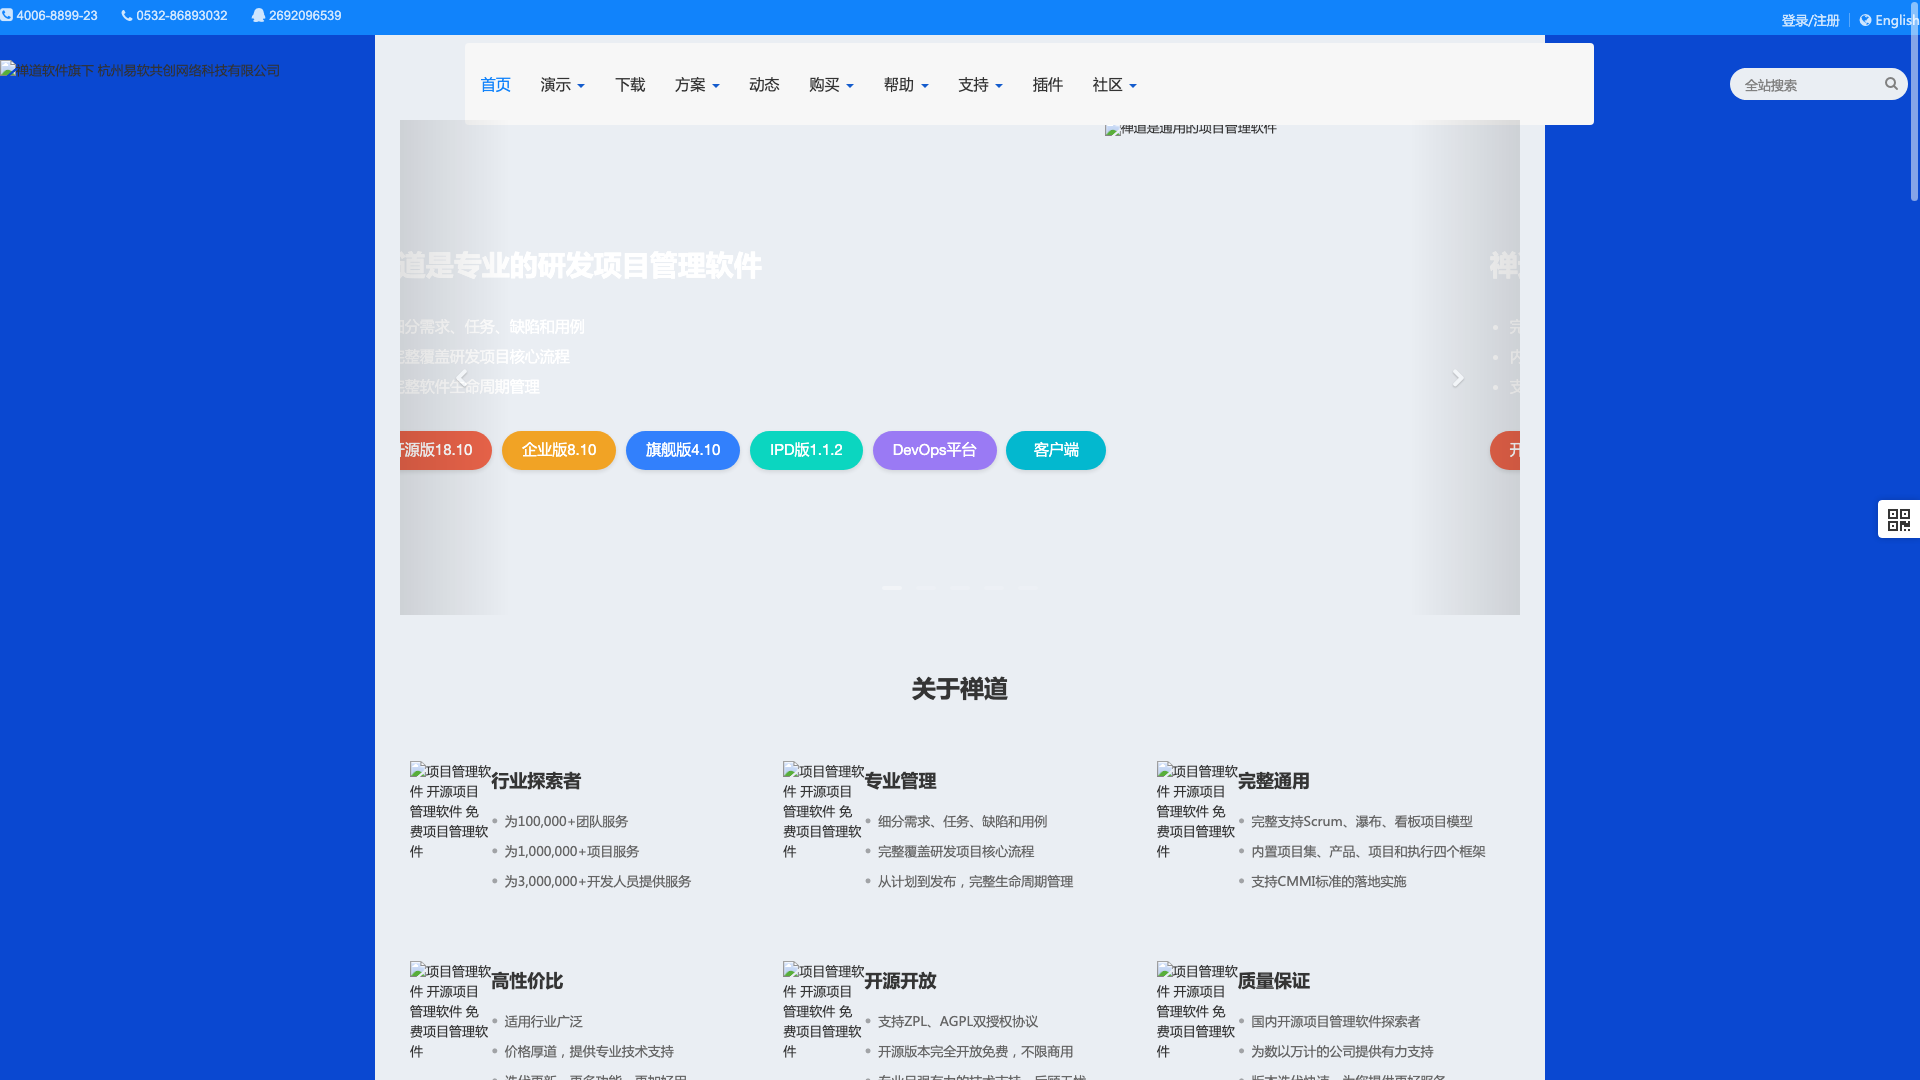 4006-8899-23 0532-86893032 2692096539
登录/注册 English
禅道软件旗下 杭州易软共创网络科技有限公司
首页 演示 下载 方案 动态 购买 帮助 支持 插件 社区
全站搜索
禅道是通用的项目管理软件
道是专业的研发项目管理软件
禅
细分需求、任务、缺陷和用例
完
完整覆盖研发项目核心流程
内
完整软件生命周期管理
支
开源版18.10 企业版8.10 旗舰版4.10 IPD版1.1.2 DevOps平台 客户端
开
关于禅道
项目管理软件 开源项目管理软件 免费项目管理软件
行业探索者
为100,000+团队服务
为1,000,000+项目服务
为3,000,000+开发人员提供服务
项目管理软件 开源项目管理软件 免费项目管理软件
专业管理
细分需求、任务、缺陷和用例
完整覆盖研发项目核心流程
从计划到发布，完整生命周期管理
项目管理软件 开源项目管理软件 免费项目管理软件
完整通用
完整支持Scrum、瀑布、看板项目模型
内置项目集、产品、项目和执行四个框架
支持CMMI标准的落地实施
项目管理软件 开源项目管理软件 免费项目管理软件
高性价比
适用行业广泛
价格厚道，提供专业技术支持
项目管理软件 开源项目管理软件 免费项目管理软件
开源开放
支持ZPL、AGPL双授权协议
开源版本完全开放免费，不限商用
项目管理软件 开源项目管理软件 免费项目管理软件
质量保证
国内开源项目管理软件探索者
为数以万计的公司提供有力支持